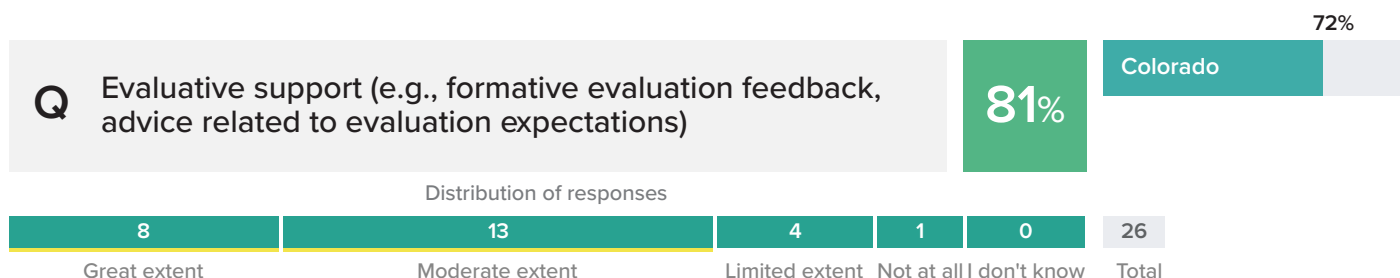 72%
Q
Evaluative support (e.g., formative evaluation feedback,
advice related to evaluation expectations)
81%
Colorado
Distribution of responses
8 13 4 1 0 26
Great extent Moderate extent Limited extent Not at all I don't know Total